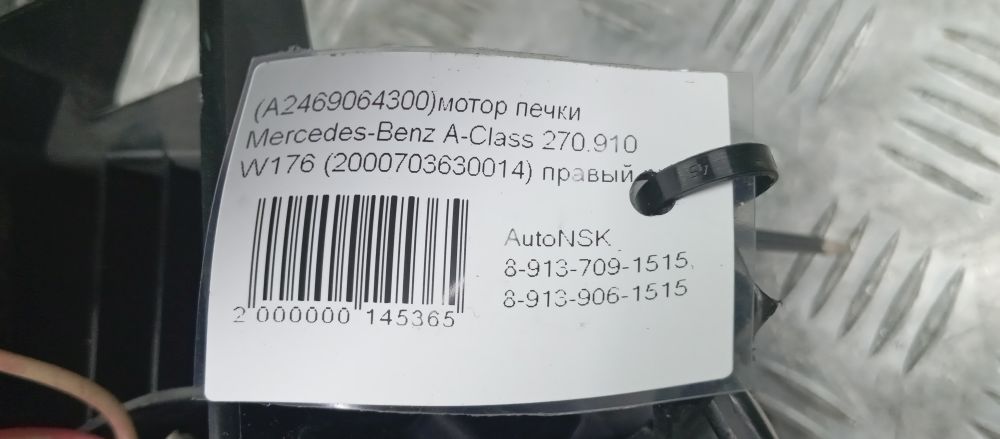 (A2469064300)мотор печки
Mercedes-Benz A-Class 270.910
W176 (2000703630014) правый
AutoNSK
8-913-709-1515,
8-913-906-1515
2 000000 145365